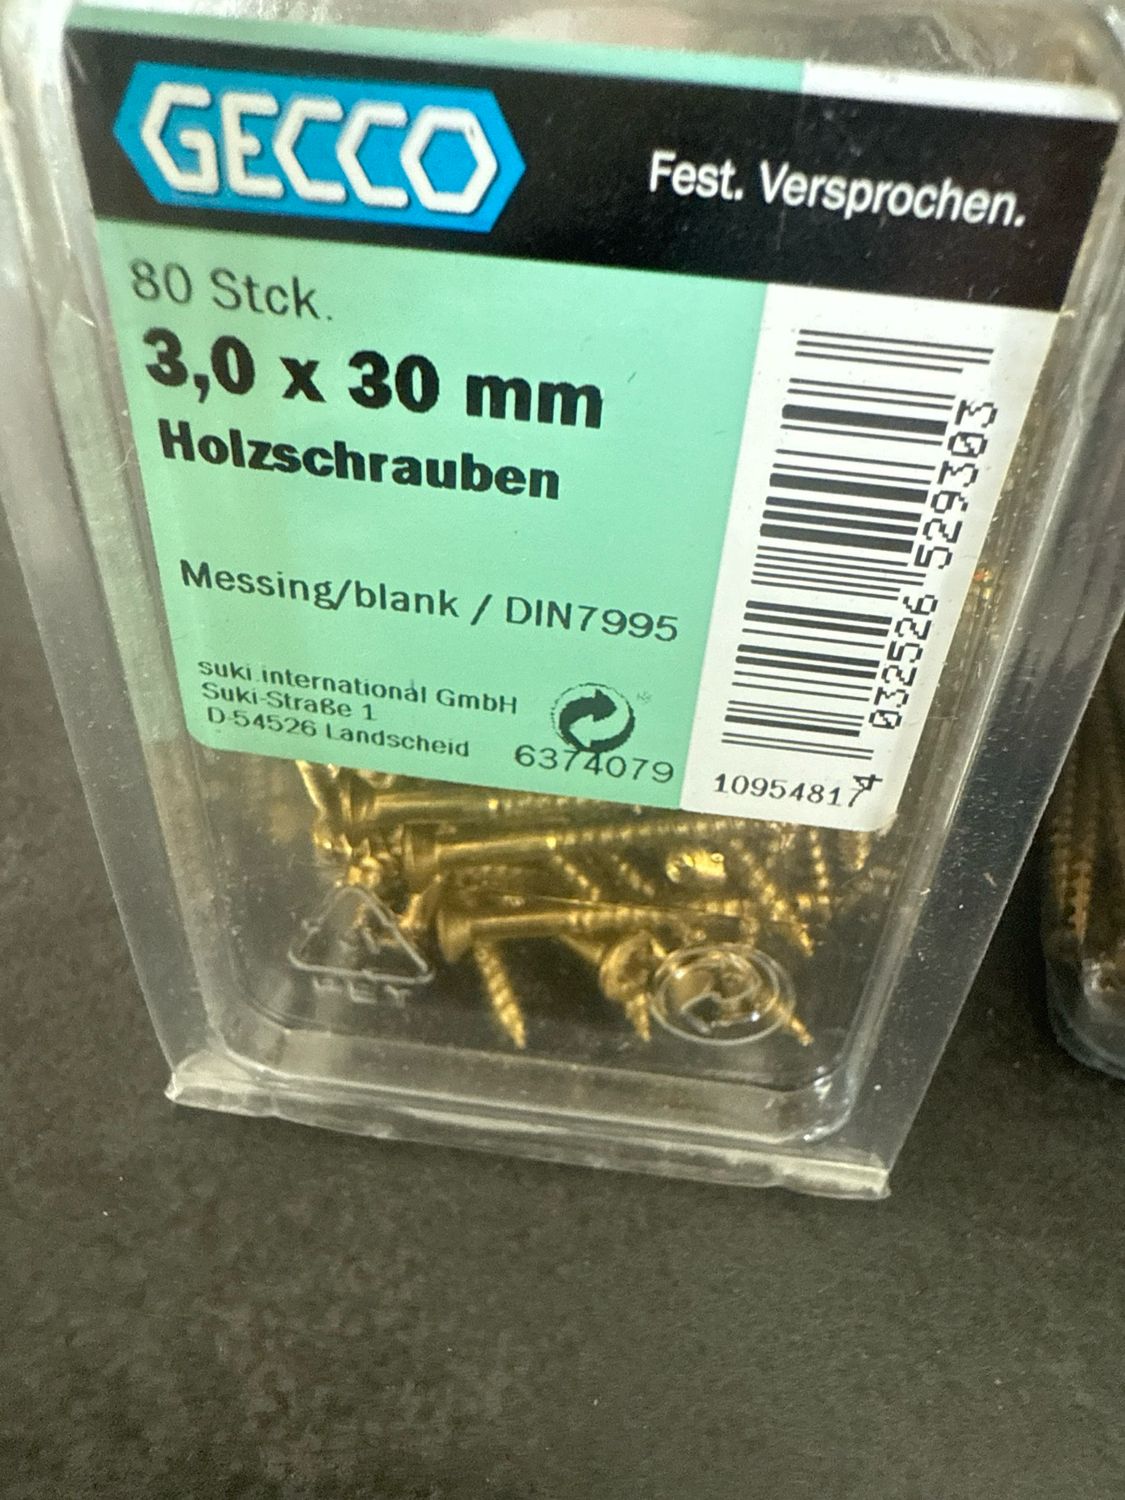 GECCO
Fest. Versprochen.
80 Stck.
3,0 x 30 mm
Holzschrauben
Messing/blank / DIN7995
suki.international GmbH
Suki-Straße 1
D-54526 Landscheid
6374079
032526 529303
10954817
PET